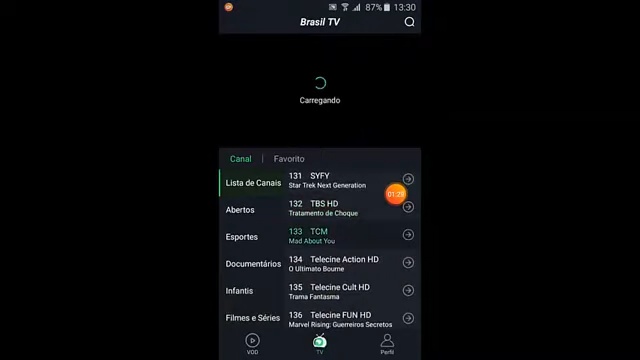 87% 13:30
Brasil TV
Carregando
Canal | Favorito
Lista de Canais
Abertos
Esportes
Documentários
Infantis
Filmes e Séries
131 SYFY
Star Trek Next Generation
01:28
132 TBS HD
Tratamento de Choque
133 TCM
Mad About You
134 Telecine Action HD
O Ultimato Bourne
135 Telecine Cult HD
Trama Fantasma
136 Telecine FUN HD
Marvel Rising: Guerreiros Secretos
VOD
TV
Perfil